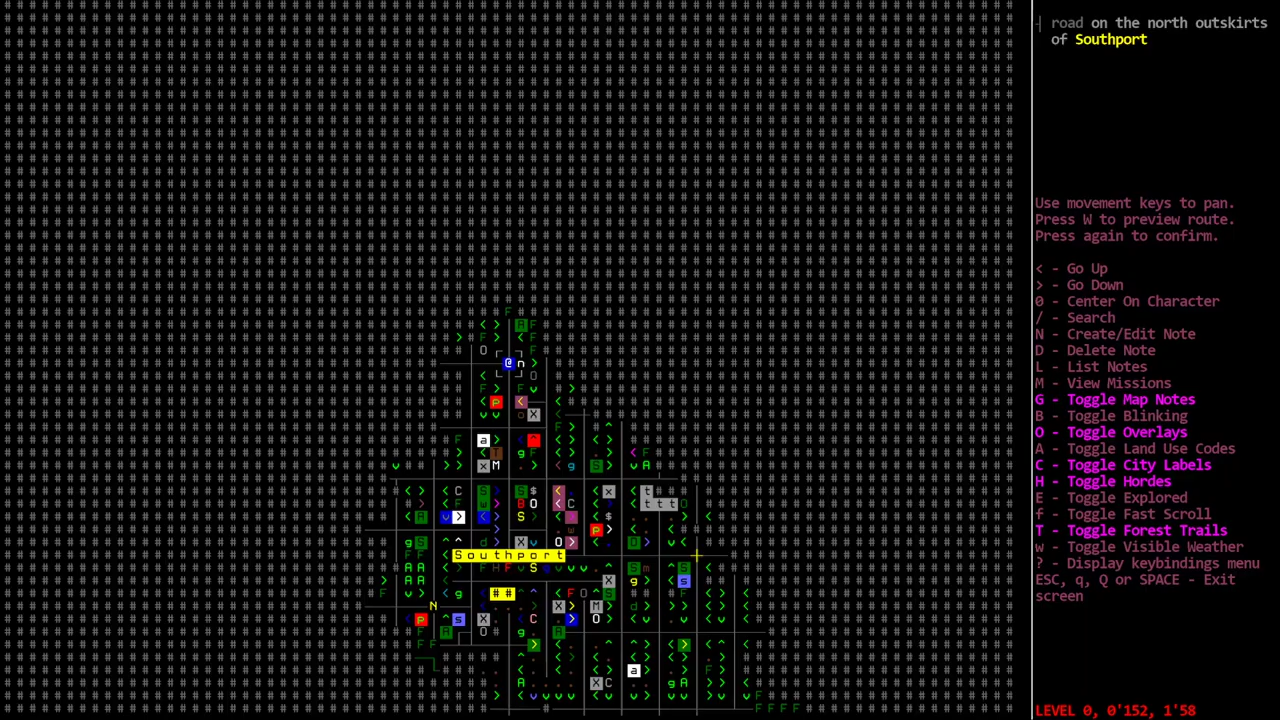 road on the north outskirts
of Southport
Use movement keys to pan.
Press W to preview route.
Press again to confirm.
< - Go Up
> - Go Down
0 - Center On Character
/ - Search
N - Create/Edit Note
D - Delete Note
L - List Notes
M - View Missions
G - Toggle Map Notes
B - Toggle Blinking
O - Toggle Overlays
A - Toggle Land Use Codes
C - Toggle City Labels
H - Toggle Hordes
E - Toggle Explored
f - Toggle Fast Scroll
T - Toggle Forest Trails
w - Toggle Visible Weather
? - Display keybindings menu
ESC, q, Q or SPACE - Exit
screen
Southport
LEVEL 0, 0'152, 1'58